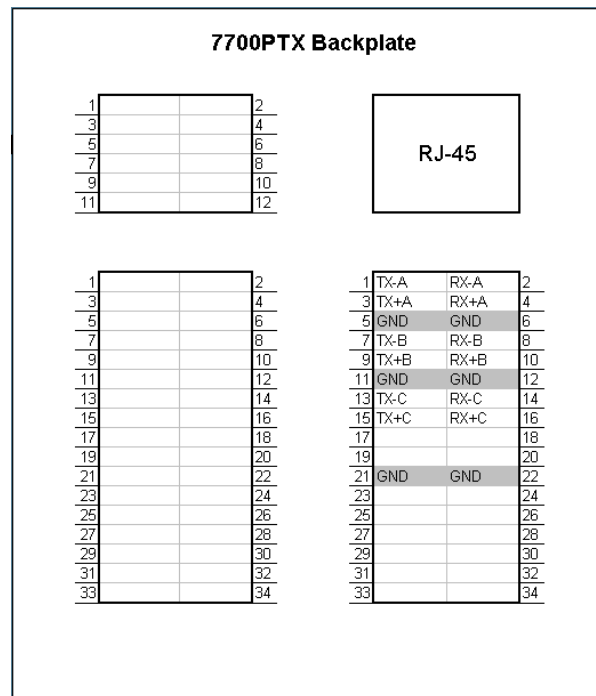 7700PTX Backplate
1 2
3 4
5 6
7 8
9 10
11 12
RJ-45
1 2
3 4
5 6
7 8
9 10
11 12
13 14
15 16
17 18
19 20
21 22
23 24
25 26
27 28
29 30
31 32
33 34
1 TX-A RX-A 2
3 TX+A RX+A 4
5 GND GND 6
7 TX-B RX-B 8
9 TX+B RX+B 10
11 GND GND 12
13 TX-C RX-C 14
15 TX+C RX+C 16
17 18
19 20
21 GND GND 22
23 24
25 26
27 28
29 30
31 32
33 34